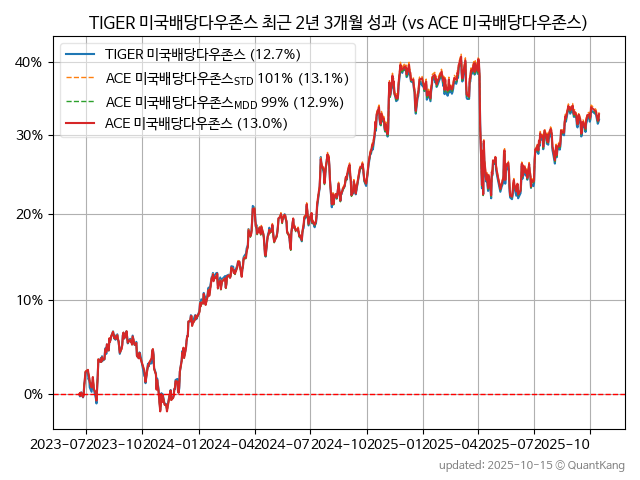 TIGER 미국배당다우존스 최근 2년 3개월 성과 (vs ACE 미국배당다우존스)
TIGER 미국배당다우존스 (12.7%)
ACE 미국배당다우존스STD 101% (13.1%)
ACE 미국배당다우존스MDD 99% (12.9%)
ACE 미국배당다우존스 (13.0%)
40%
30%
20%
10%
0%
2023-07 2023-10 2024-01 2024-04 2024-07 2024-10 2025-01 2025-04 2025-07 2025-10
updated: 2025-10-15 © QuantKang